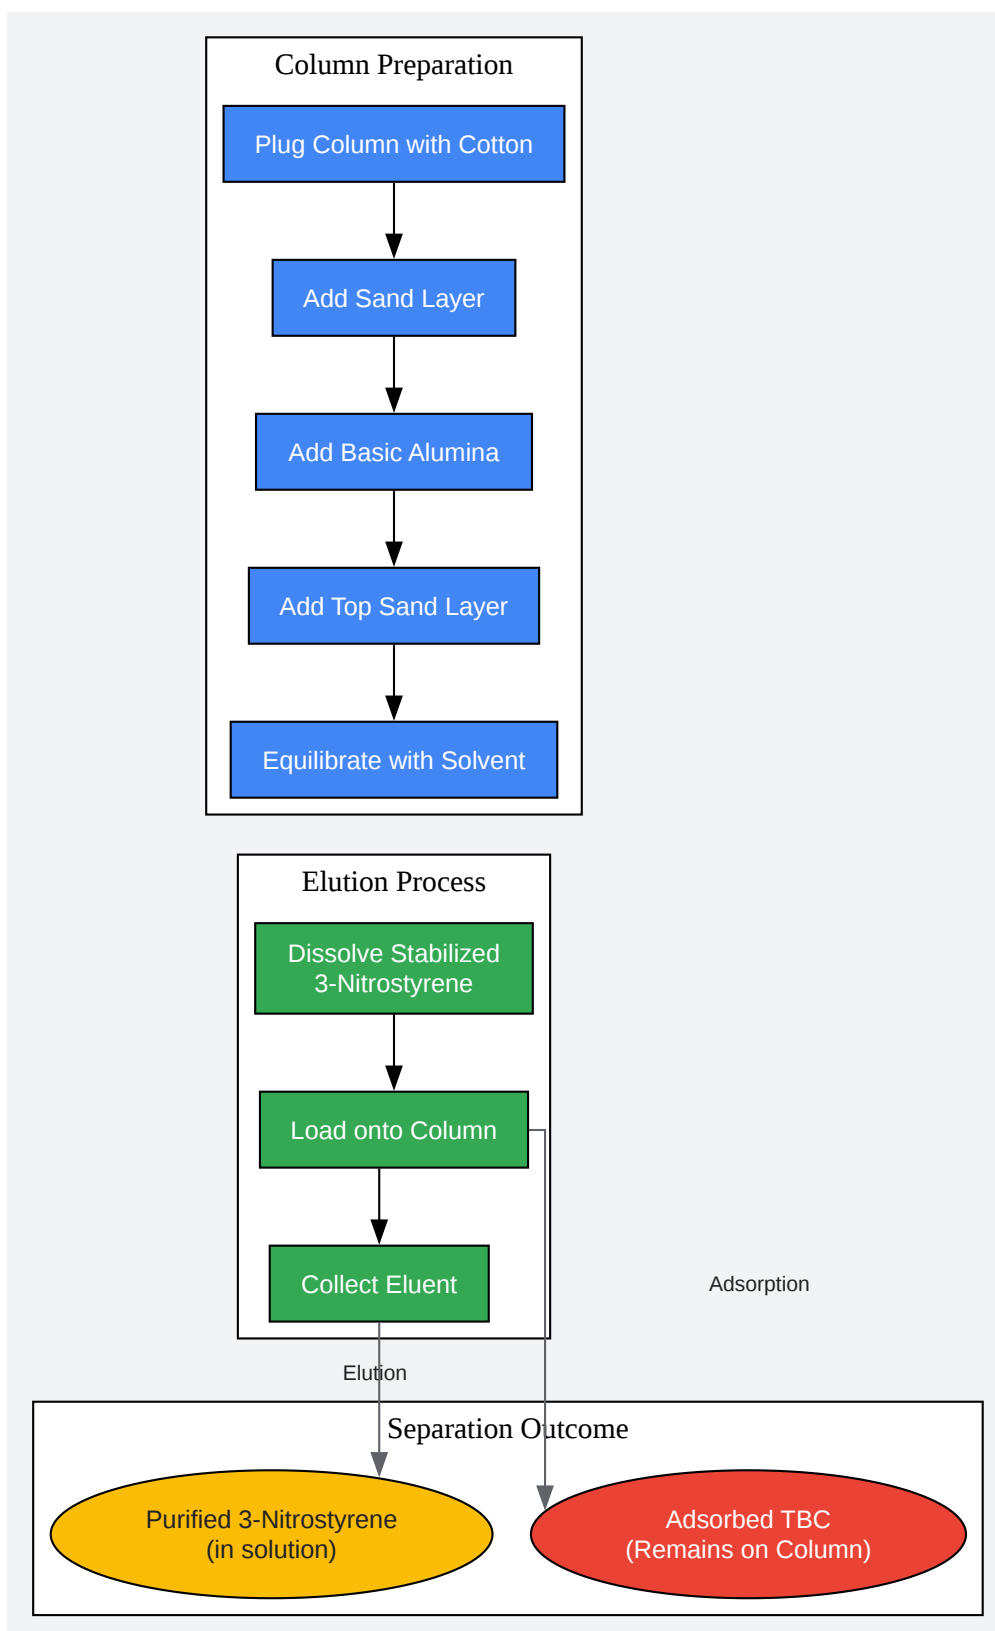 Column Preparation
Plug Column with Cotton
Add Sand Layer
Add Basic Alumina
Add Top Sand Layer
Equilibrate with Solvent
Elution Process
Dissolve Stabilized
3-Nitrostyrene
Load onto Column
Collect Eluent
Adsorption
Elution
Separation Outcome
Purified 3-Nitrostyrene
(in solution)
Adsorbed TBC
(Remains on Column)